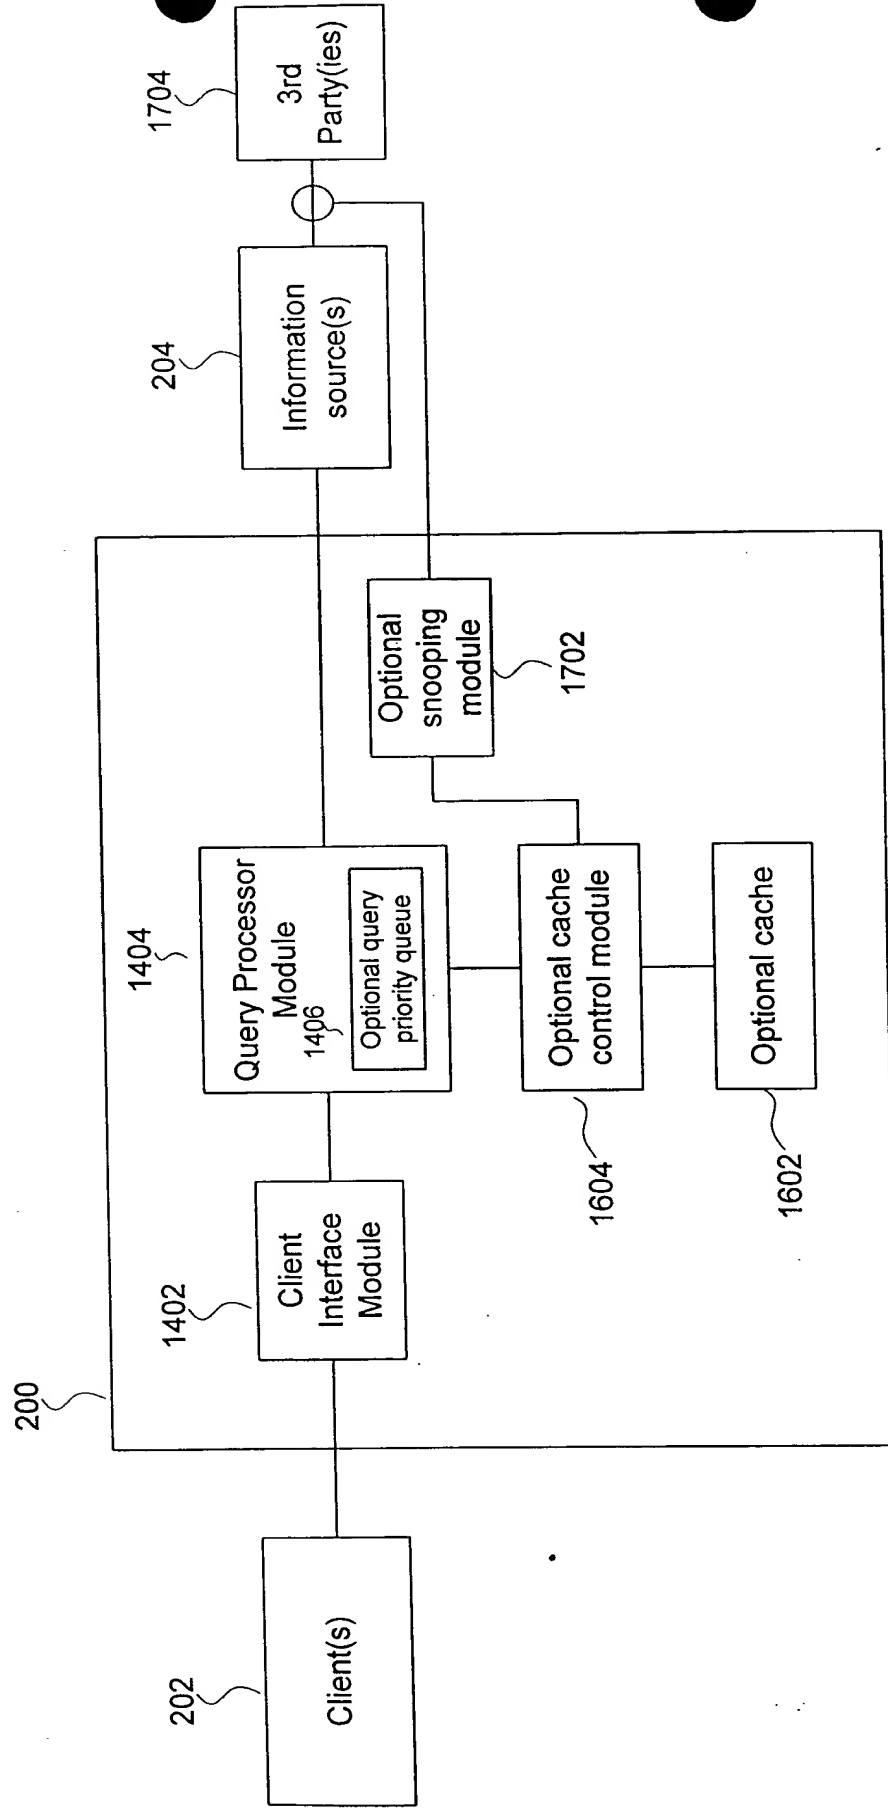 200
202
Client(s)
1402
Client
Interface
Module
1404
Query Processor
Module
1406
Optional query
priority queue
1604
Optional cache
control module
1602
Optional cache
Optional
snooping
module
1702
204
Information
source(s)
1704
3rd
Party(ies)